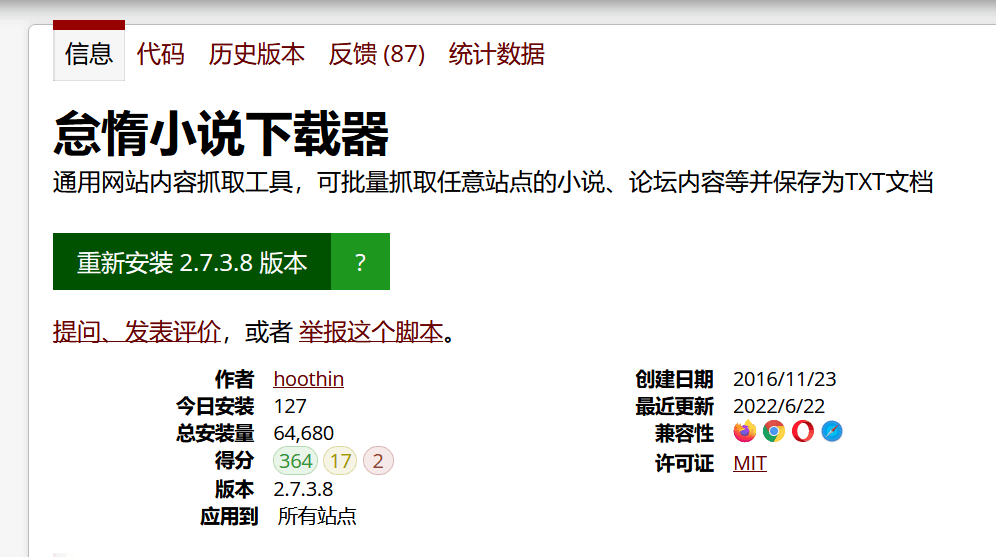 信息 代码 历史版本 反馈 (87) 统计数据
怠惰小说下载器
通用网站内容抓取工具，可批量抓取任意站点的小说、论坛内容等并保存为TXT文档
重新安装 2.7.3.8 版本 ?
提问、发表评价，或者 举报这个脚本。
作者 hoothin 创建日期 2016/11/23
今日安装 127 最近更新 2022/6/22
总安装量 64,680 兼容性
得分 364 17 2 许可证 MIT
版本 2.7.3.8
应用到 所有站点